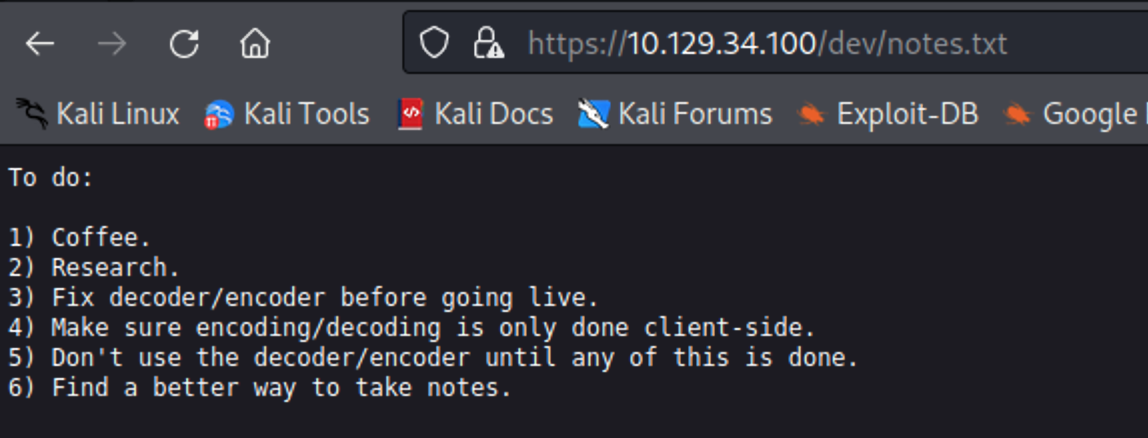 https://10.129.34.100/dev/notes.txt
Kali Linux Kali Tools Kali Docs Kali Forums Exploit-DB Google
To do:
1) Coffee.
2) Research.
3) Fix decoder/encoder before going live.
4) Make sure encoding/decoding is only done client-side.
5) Don't use the decoder/encoder until any of this is done.
6) Find a better way to take notes.